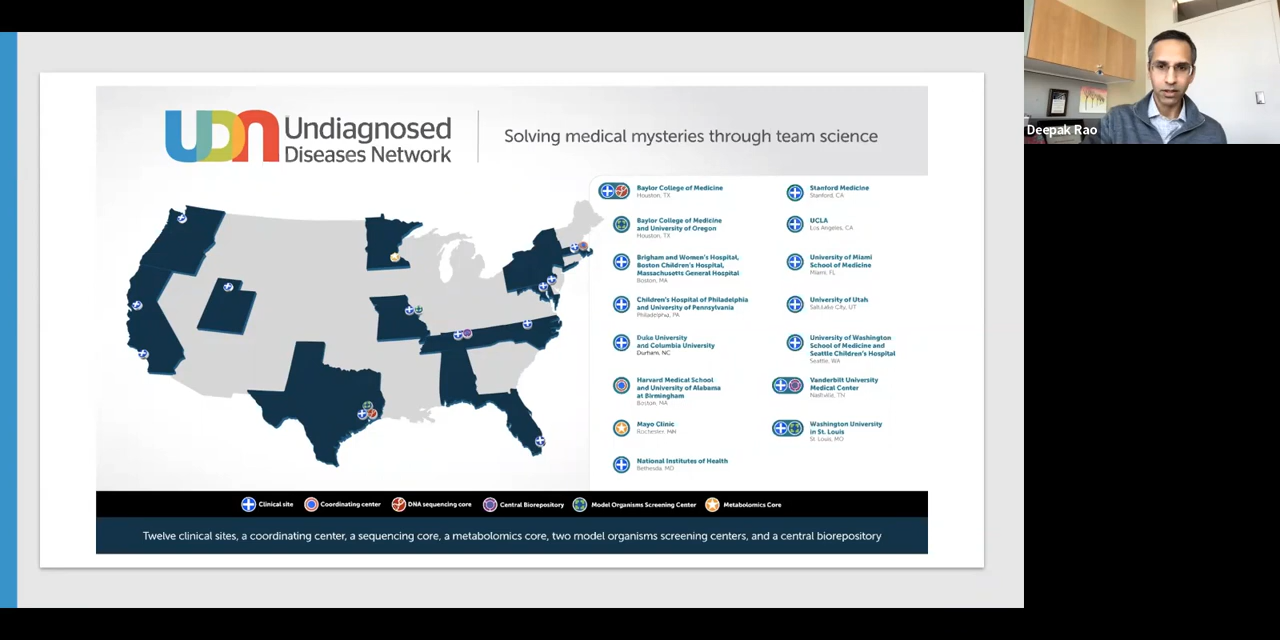 UDN Undiagnosed
Diseases Network
Solving medical mysteries through team science
Baylor College of Medicine
Houston, TX
Baylor College of Medicine
and University of Oregon
Houston, TX
Brigham and Women's Hospital,
Boston Children's Hospital,
Massachusetts General Hospital
Boston, MA
Children's Hospital of Philadelphia
and University of Pennsylvania
Philadelphia, PA
Duke University
and Columbia University
Durham, NC
Harvard Medical School
and University of Alabama
at Birmingham
Boston, MA
Mayo Clinic
Rochester, MN
National Institutes of Health
Bethesda, MD
Stanford Medicine
Stanford, CA
UCLA
Los Angeles, CA
University of Miami
School of Medicine
Miami, FL
University of Utah
Salt Lake City, UT
University of Washington
School of Medicine and
Seattle Children's Hospital
Seattle, WA
Vanderbilt University
Medical Center
Nashville, TN
Washington University
in St. Louis
St. Louis, MO
Clinical site
Coordinating center
DNA sequencing core
Central Biorepository
Model Organisms Screening Center
Metabolomics Core
Twelve clinical sites, a coordinating center, a sequencing core, a metabolomics core, two model organisms screening centers, and a central biorepository
Deepak Rao